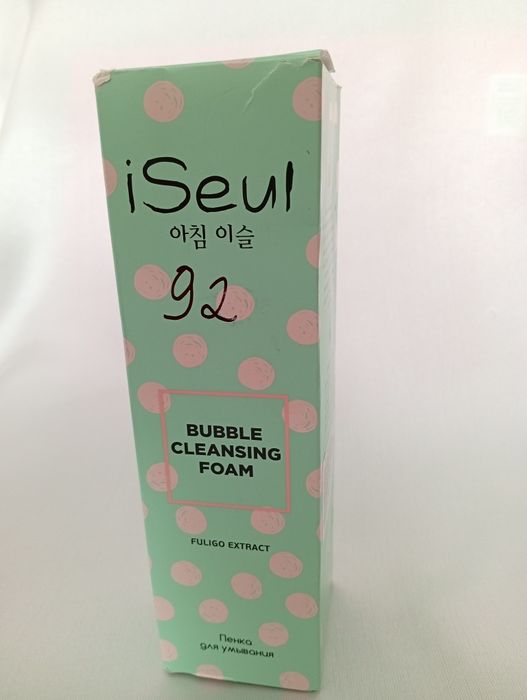 iSeul
아침 이슬
92
BUBBLE
CLEANSING
FOAM
FULIGO EXTRACT
Пенка
для умывания